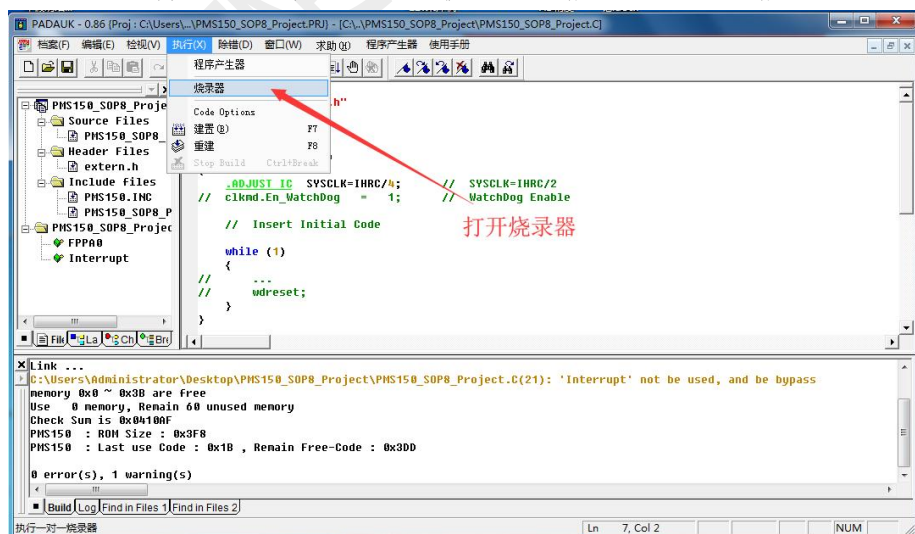 PADAUK - 0.86 (Proj : C:\Users\...\PMS150_SOP8_Project.PRJ) - [C:\...\PMS150_SOP8_Project\PMS150_SOP8_Project.C]
档案(F) 编辑(E) 检视(V) 执行(X) 除错(D) 窗口(W) 求助(H) 程序产生器 使用手册
程序产生器
烧录器
Code Options
建置(B) F7
重建 F8
Stop Build Ctrl+Break
PMS150_SOP8_Proje
Source Files
PMS150_SOP8_
Header Files
extern.h
Include files
PMS150.INC
PMS150_SOP8_P
PMS150_SOP8_Projec
FPPA0
Interrupt
.h"
{
.ADJUST_IC SYSCLK=IHRC/4; // SYSCLK=IHRC/2
// clkmd.En_WatchDog = 1; // WatchDog Enable
// Insert Initial Code
while (1)
{
// ...
// wdreset;
}
}
打开烧录器
File La Ch Bre
Link ...
C:\Users\Administrator\Desktop\PMS150_SOP8_Project\PMS150_SOP8_Project.C(21): 'Interrupt' not be used, and be bypass
memory 0x0 ~ 0x3B are free
Use 0 memory, Remain 60 unused memory
Check Sum is 0x0410AF
PMS150 : ROM Size : 0x3F8
PMS150 : Last use Code : 0x1B , Remain Free-Code : 0x3DD
0 error(s), 1 warning(s)
Build Log Find in Files 1 Find in Files 2
执行一对一烧录器 Ln 7, Col 2 NUM